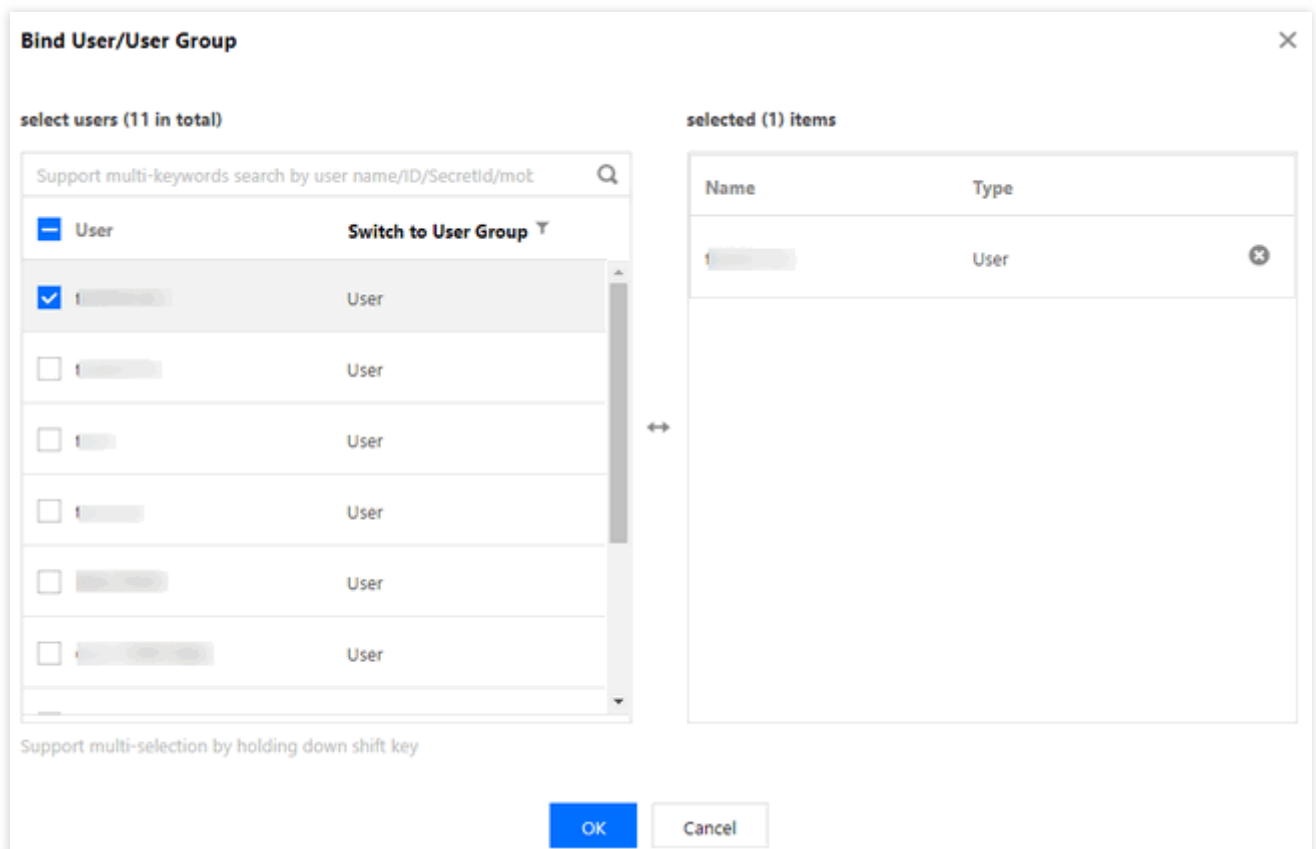 Bind User/User Group
select users (11 in total)
selected (1) items
Support multi-keywords search by user name/ID/SecretId/mot
Name Type
User Switch to User Group
User
User
User
User
User
User
User
Support multi-selection by holding down shift key
OK Cancel